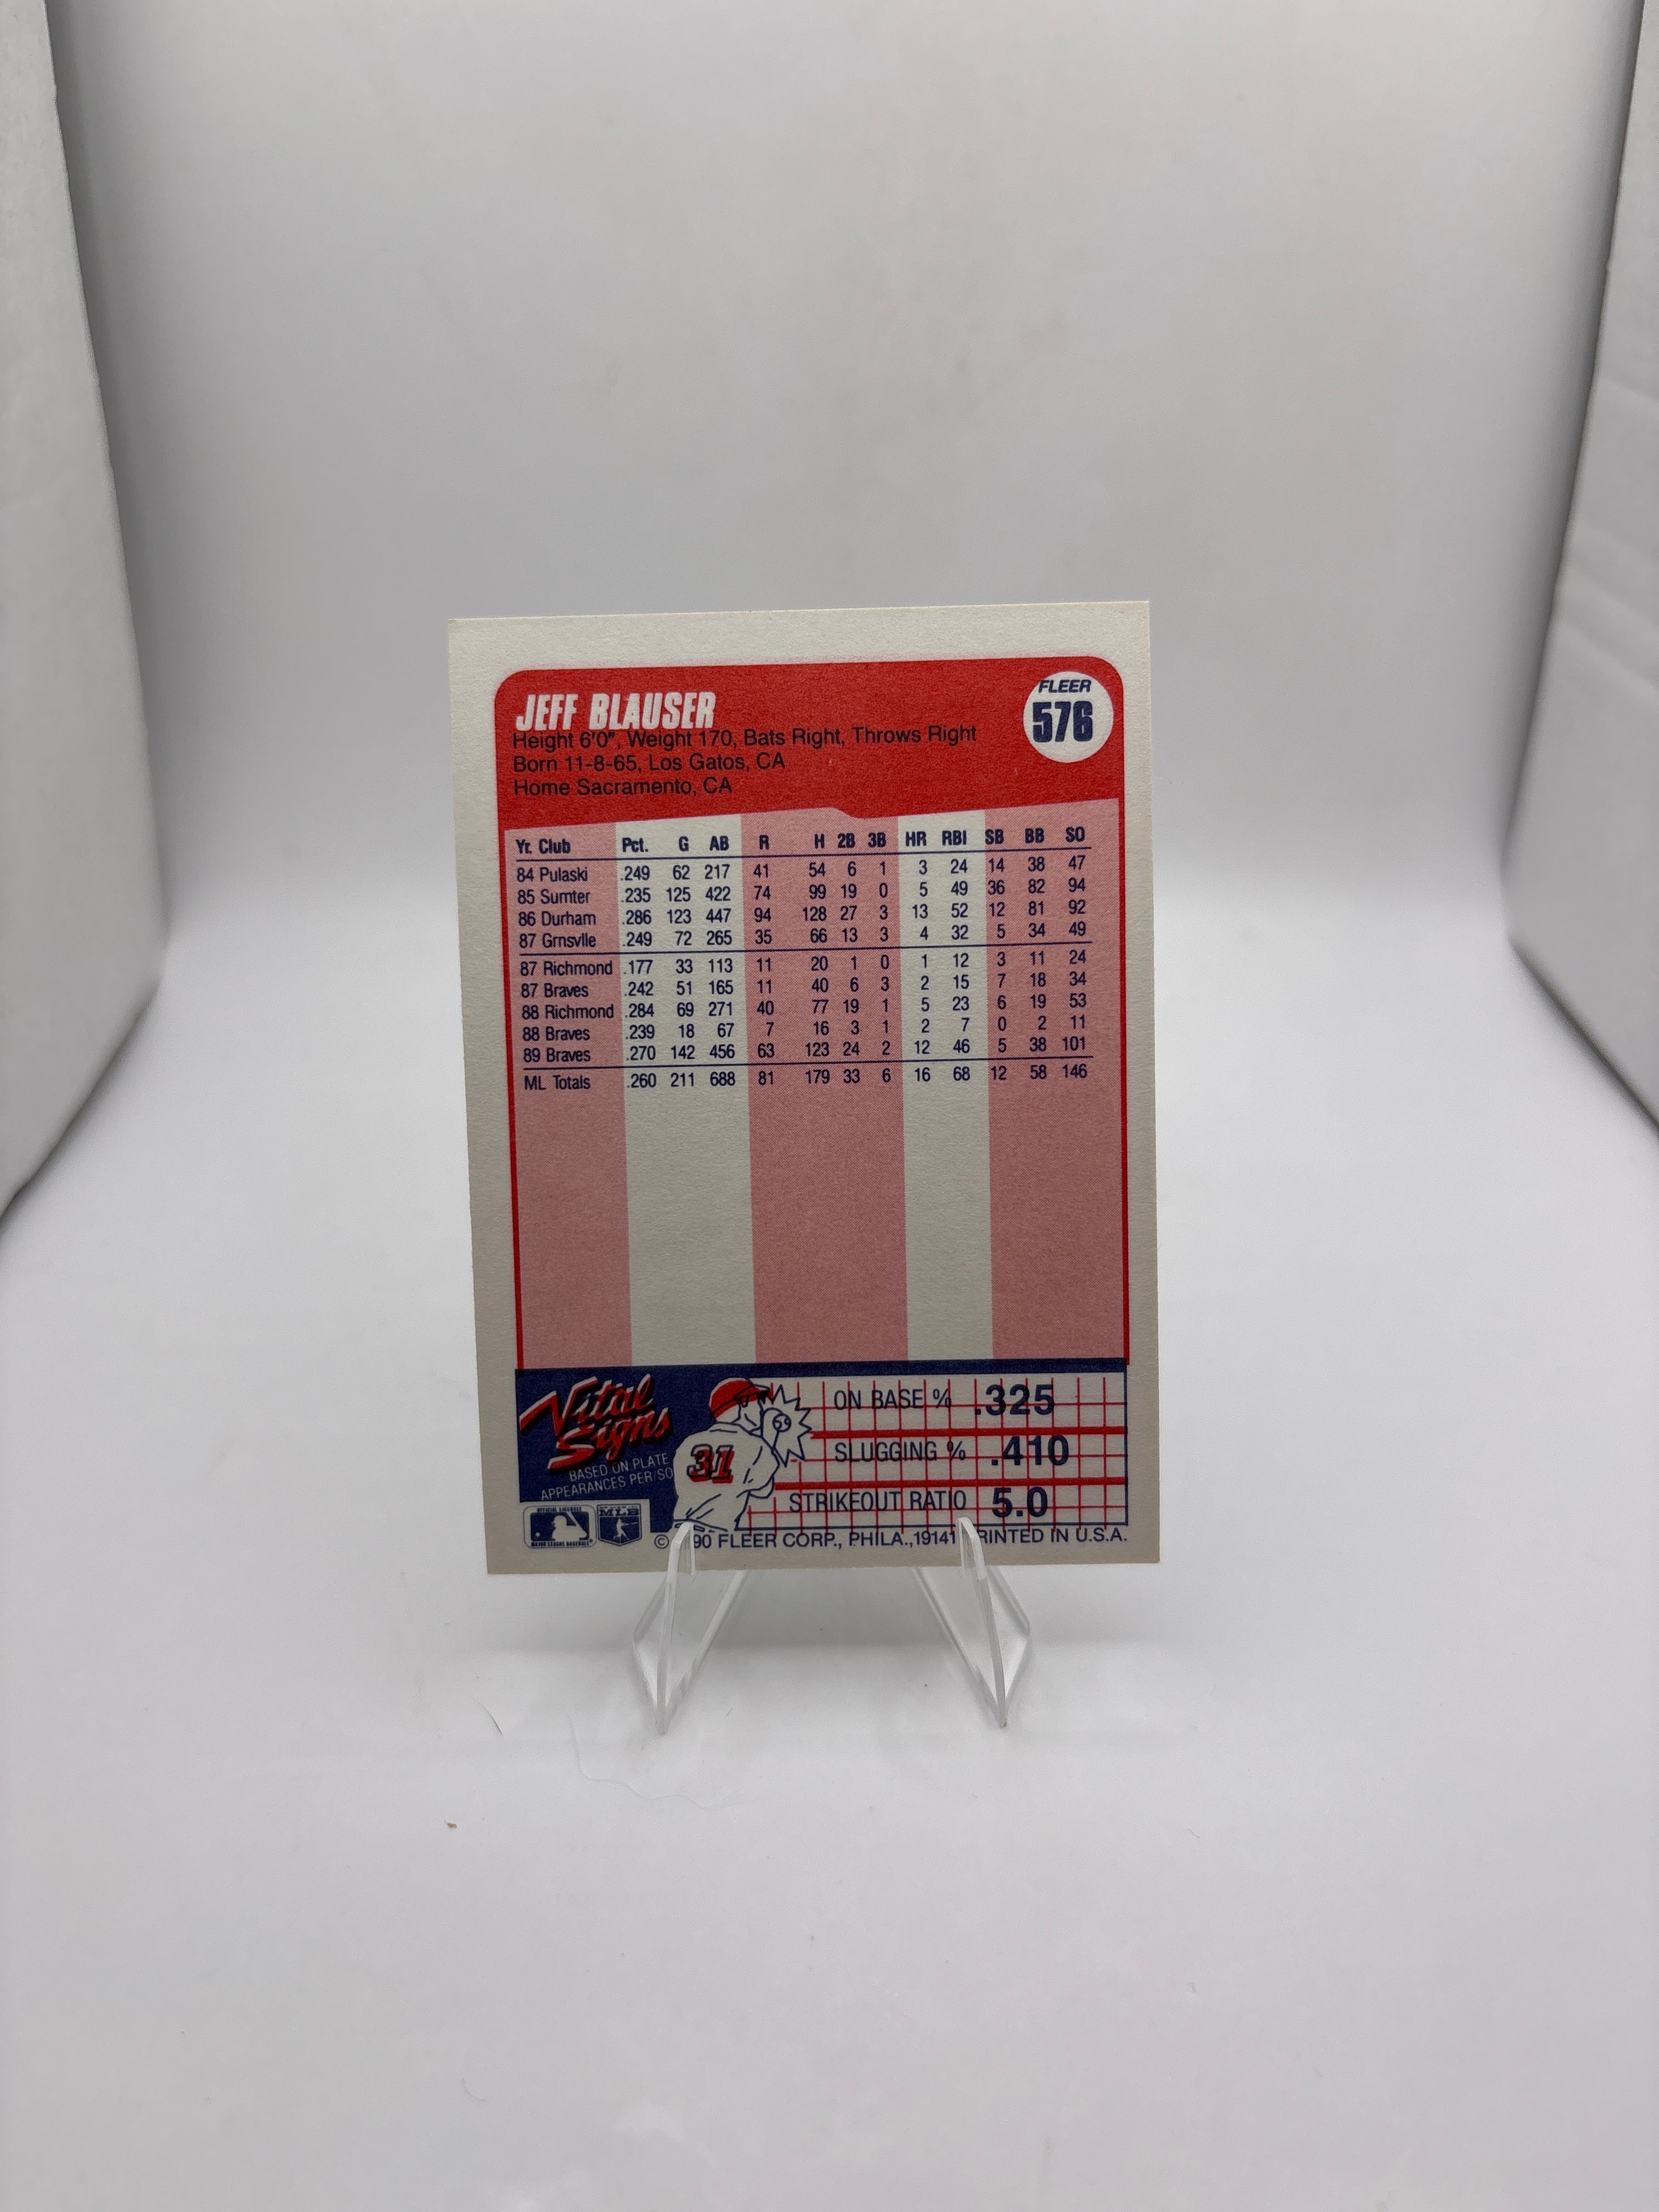 JEFF BLAUSER
FLEER
576
Height 6'0", Weight 170, Bats Right, Throws Right
Born 11-8-65, Los Gatos, CA
Home Sacramento, CA
Yr. Club Pct. G AB R H 2B 3B HR RBI SB BB SO
84 Pulaski .249 62 217 41 54 6 1 3 24 14 38 47
85 Sumter .235 125 422 74 99 19 0 5 49 36 82 94
86 Durham .286 123 447 94 128 27 3 13 52 12 81 92
87 Grnsvlle .249 72 265 35 66 13 3 4 32 5 34 49
87 Richmond .177 33 113 11 20 1 0 1 12 3 11 24
87 Braves .242 51 165 11 40 6 3 2 15 7 18 34
88 Richmond .284 69 271 40 77 19 1 5 23 6 19 53
88 Braves .239 18 67 7 16 3 1 2 7 0 2 11
89 Braves .270 142 456 63 123 24 2 12 46 5 38 101
ML Totals .260 211 688 81 179 33 6 16 68 12 58 146
Vital Signs
BASED ON PLATE
APPEARANCES PER/SO
31
ON BASE % .325
SLUGGING % .410
STRIKEOUT RATIO 5.0
OFFICIAL LICENSEE
MAJOR LEAGUE BASEBALL
MLB
© 90 FLEER CORP., PHILA.,19141 PRINTED IN U.S.A.